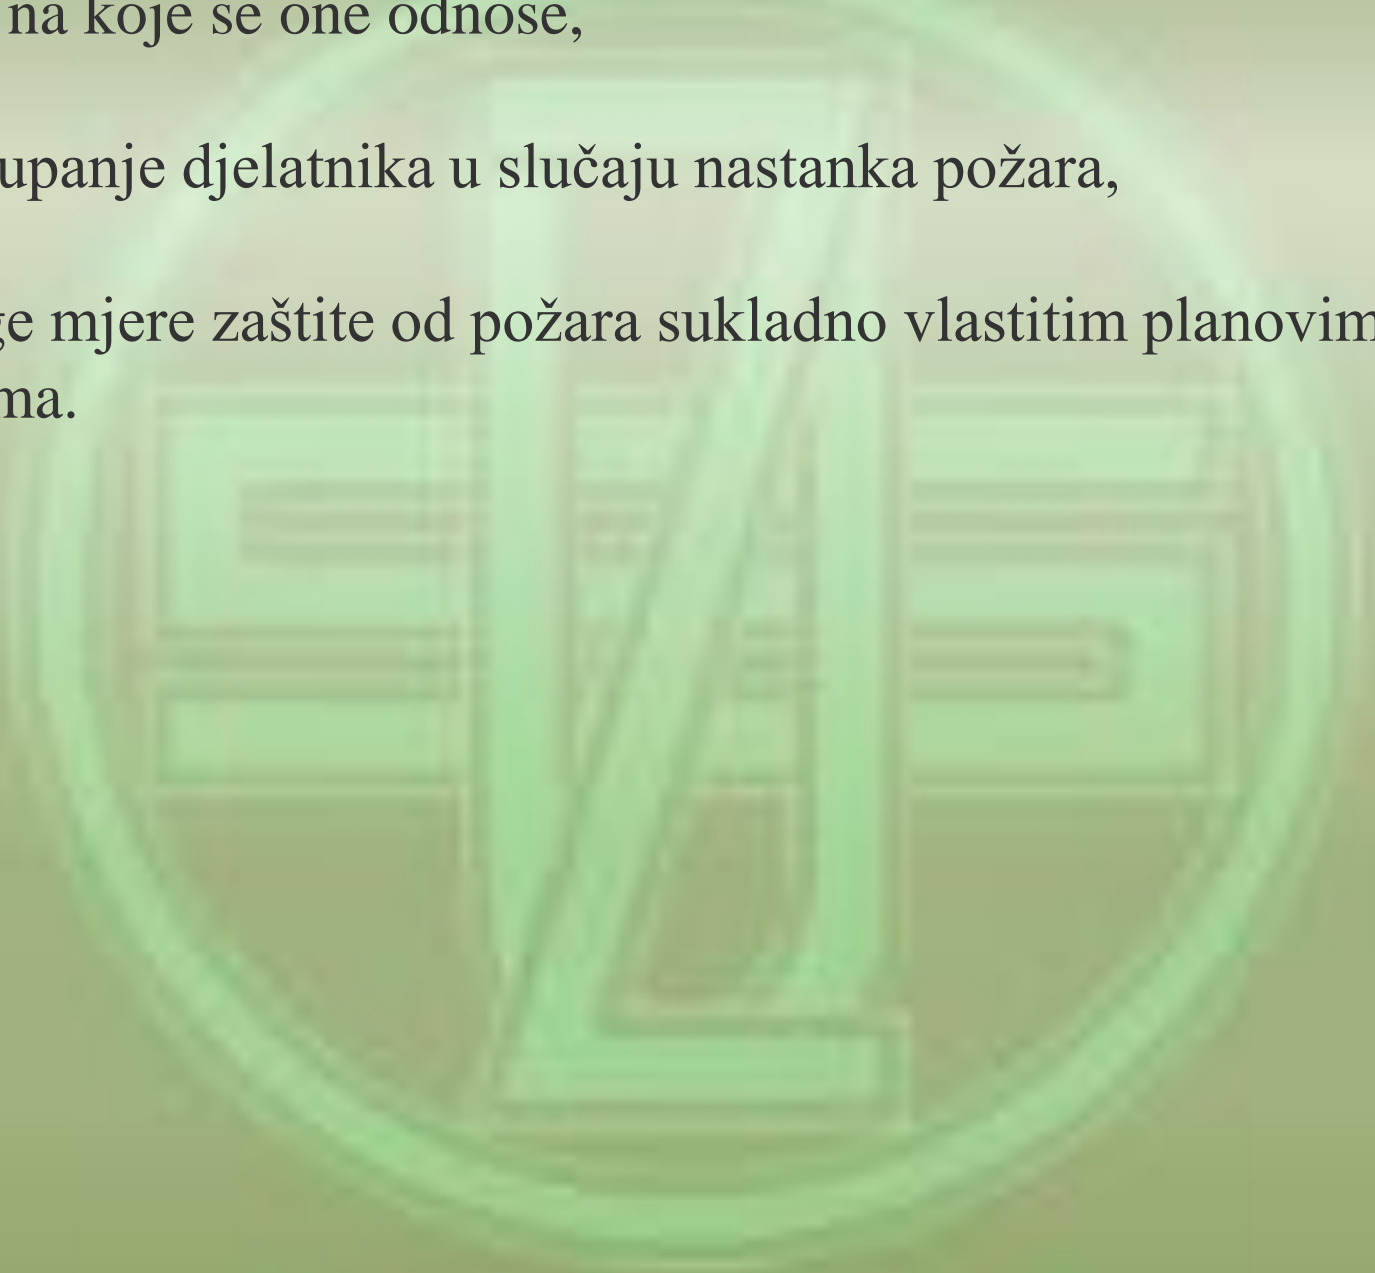 na koje se one odnose,
upanje djelatnika u slučaju nastanka požara,
ge mjere zaštite od požara sukladno vlastitim planovim
ma.